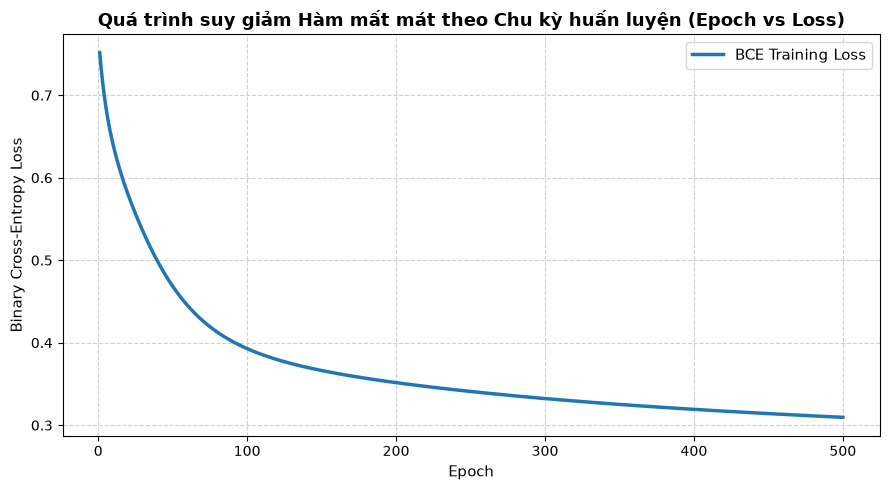 Quá trình suy giảm Hàm mất mát theo Chu kỳ huấn luyện (Epoch vs Loss)
BCE Training Loss
Binary Cross-Entropy Loss
0.7
0.6
0.5
0.4
0.3
0 100 200 300 400 500
Epoch